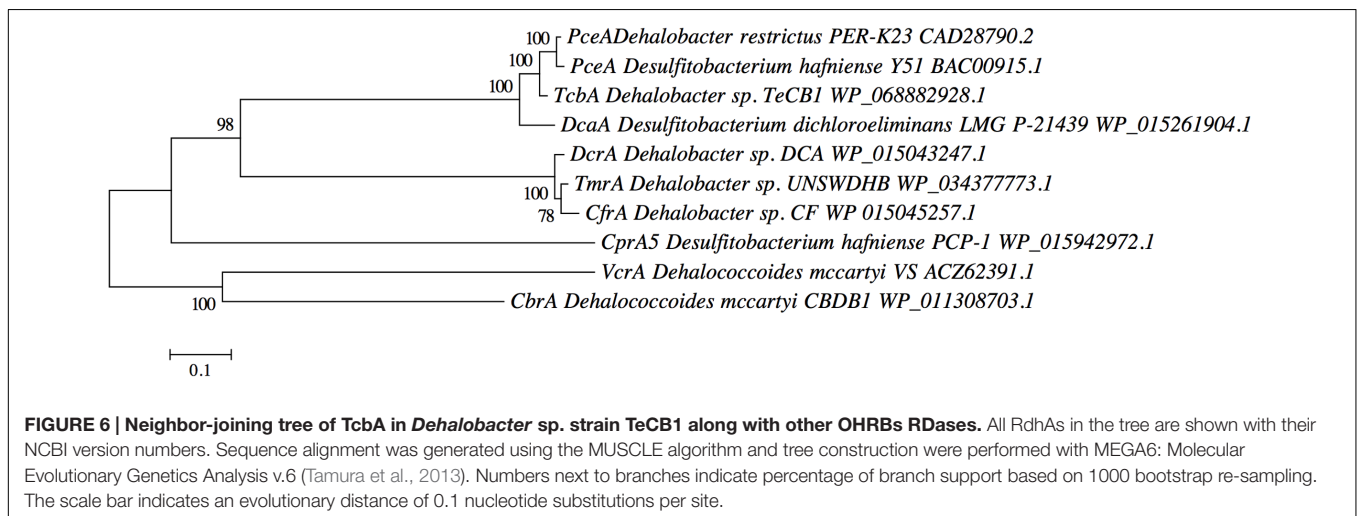 100 PceADehalobacter restrictus PER-K23 CAD28790.2
100 PceA Desulfitobacterium hafniense Y51 BAC00915.1
100 TcbA Dehalobacter sp. TeCB1 WP_068882928.1
DcaA Desulfitobacterium dichloroeliminans LMG P-21439 WP_015261904.1
98
DcrA Dehalobacter sp. DCA WP_015043247.1
TmrA Dehalobacter sp. UNSWDHB WP_034377773.1
100
78 CfrA Dehalobacter sp. CF WP 015045257.1
CprA5 Desulfitobacterium hafniense PCP-1 WP_015942972.1
VcrA Dehalococcoides mccartyi VS ACZ62391.1
100 CbrA Dehalococcoides mccartyi CBDB1 WP_011308703.1
0.1
FIGURE 6 | Neighbor-joining tree of TcbA in Dehalobacter sp. strain TeCB1 along with other OHRBs RDases. All RdhAs in the tree are shown with their
NCBI version numbers. Sequence alignment was generated using the MUSCLE algorithm and tree construction were performed with MEGA6: Molecular
Evolutionary Genetics Analysis v.6 (Tamura et al., 2013). Numbers next to branches indicate percentage of branch support based on 1000 bootstrap re-sampling.
The scale bar indicates an evolutionary distance of 0.1 nucleotide substitutions per site.